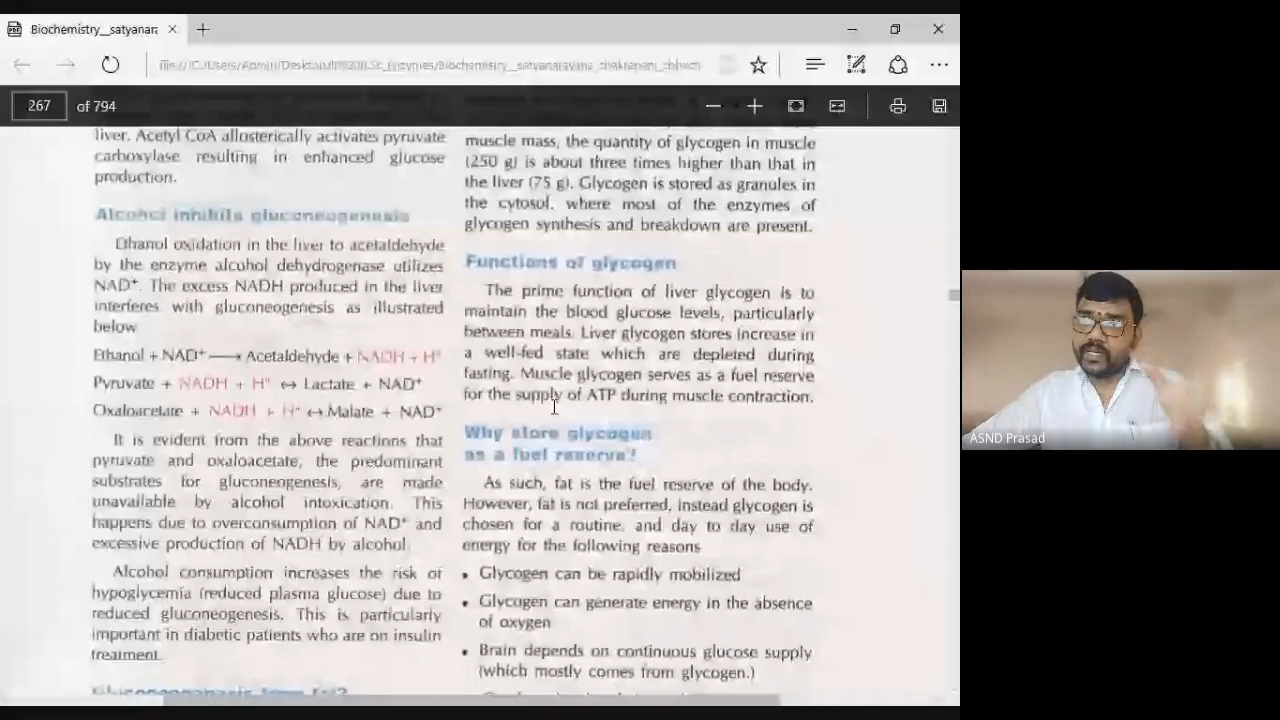 Biochemistry_satyanara
267 of 794
liver. Acetyl CoA allosterically activates pyruvate
carboxylase resulting in enhanced glucose
production.
Alcohol inhibits gluconeogenesis
Ethanol oxidation in the liver to acetaldehyde
by the enzyme alcohol dehydrogenase utilizes
NAD⁺. The excess NADH produced in the liver
interferes with gluconeogenesis as illustrated
below
Ethanol + NAD⁺ ⟶ Acetaldehyde + NADH + H⁺
Pyruvate + NADH + H⁺ ↔ Lactate + NAD⁺
Oxaloacetate + NADH + H⁺ ↔ Malate + NAD⁺
It is evident from the above reactions that
pyruvate and oxaloacetate, the predominant
substrates for gluconeogenesis, are made
unavailable by alcohol intoxication. This
happens due to overconsumption of NAD⁺ and
excessive production of NADH by alcohol
Alcohol consumption increases the risk of
hypoglycemia (reduced plasma glucose) due to
reduced gluconeogenesis. This is particularly
important in diabetic patients who are on insulin
treatment.
muscle mass, the quantity of glycogen in muscle
(250 g) is about three times higher than that in
the liver (75 g). Glycogen is stored as granules in
the cytosol, where most of the enzymes of
glycogen synthesis and breakdown are present.
Functions of glycogen
The prime function of liver glycogen is to
maintain the blood glucose levels, particularly
between meals. Liver glycogen stores increase in
a well-fed state which are depleted during
fasting. Muscle glycogen serves as a fuel reserve
for the supply of ATP during muscle contraction.
Why store glycogen
as a fuel reserve?
As such, fat is the fuel reserve of the body.
However, fat is not preferred, instead glycogen is
chosen for a routine, and day to day use of
energy for the following reasons
• Glycogen can be rapidly mobilized
• Glycogen can generate energy in the absence
of oxygen
• Brain depends on continuous glucose supply
(which mostly comes from glycogen.)
ASND Prasad